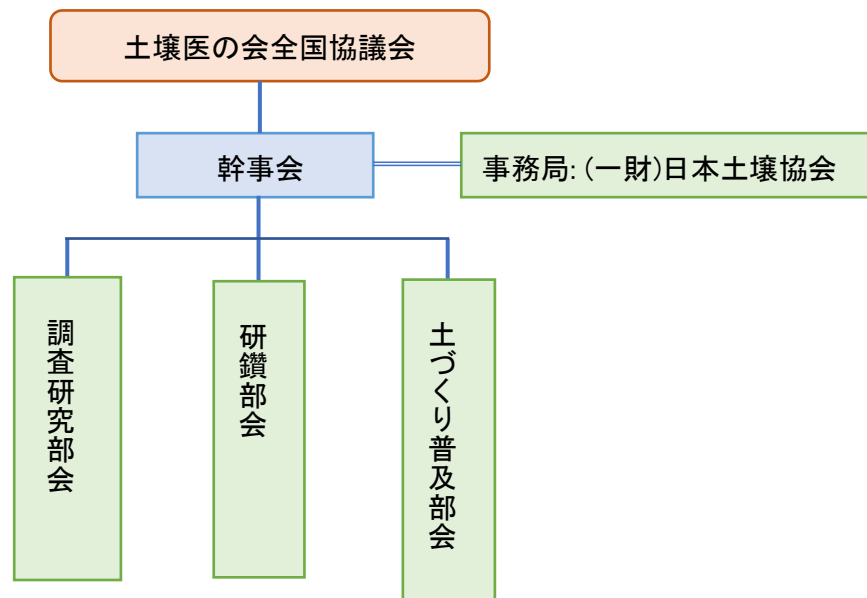 土壌医の会全国協議会
幹事会
事務局: (一財)日本土壌協会
調査研究部会
研鑽部会
土づくり普及部会